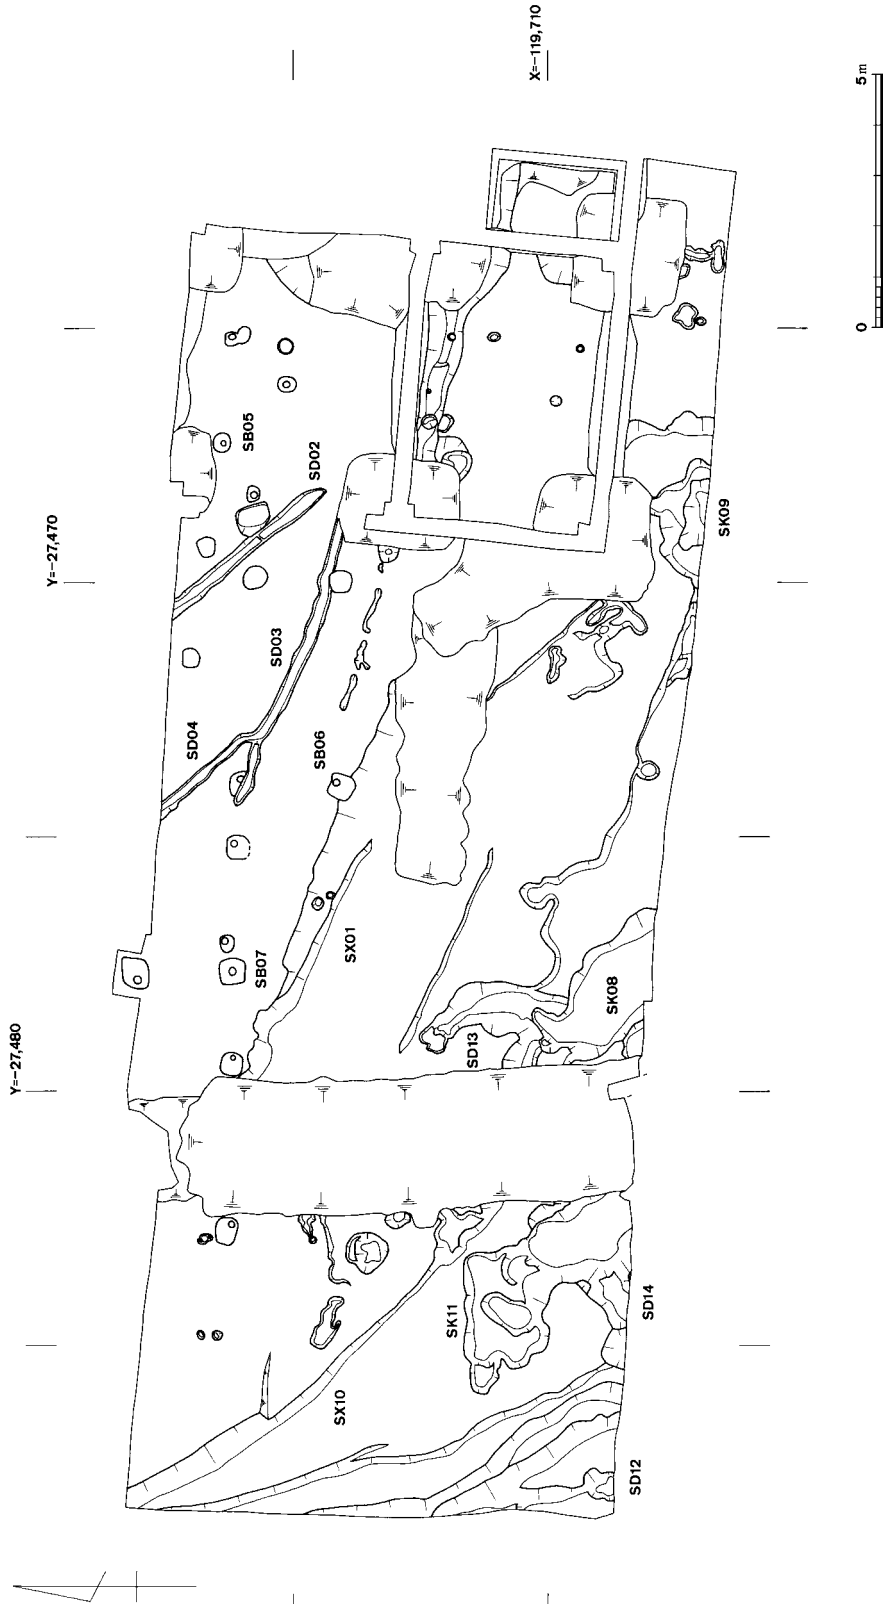 X=-119,710
5m
0
SB05
SD02
Y=-27,470
SK09
SD03
SD04
SB06
SX01
SB07
SK08
SD13
Y=-27,480
SK11
SD14
SX10
SD12